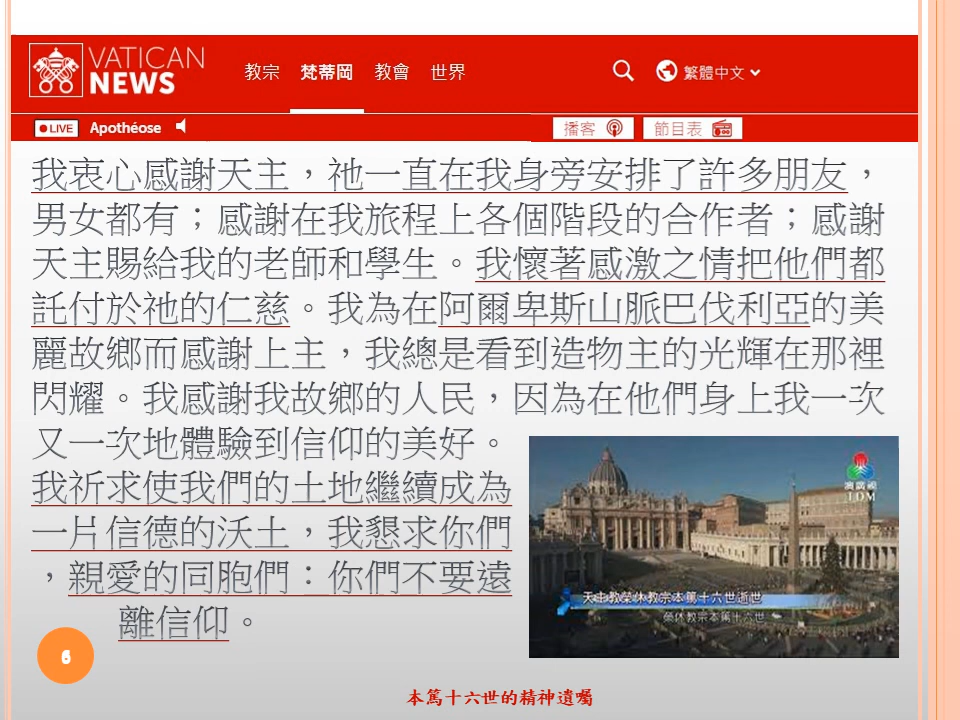 VATICAN
NEWS
教宗 梵蒂岡 教會 世界
繁體中文
LIVE Apothéose
播客 節目表
我衷心感謝天主，祂一直在我身旁安排了許多朋友，
男女都有；感謝在我旅程上各個階段的合作者；感謝
天主賜給我的老師和學生。我懷著感激之情把他們都
託付於祂的仁慈。我為在阿爾卑斯山脈巴伐利亞的美
麗故鄉而感謝上主，我總是看到造物主的光輝在那裡
閃耀。我感謝我故鄉的人民，因為在他們身上我一次
又一次地體驗到信仰的美好。
我祈求使我們的土地繼續成為
一片信德的沃土，我懇求你們
，親愛的同胞們：你們不要遠
離信仰。
澳廣視
TDM
天主教榮休教宗本篤十六世逝世
榮休教宗本篤十六世
6
本篤十六世的精神遺囑